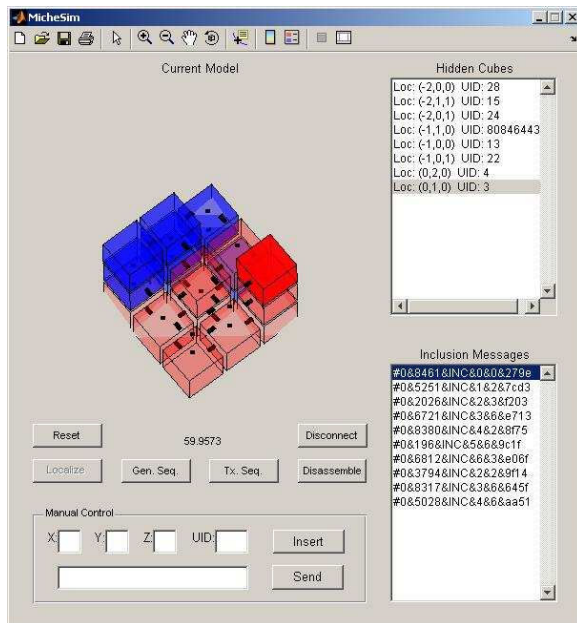 MicheSim
Current Model
Hidden Cubes
Loc: (-2,0,0) UID: 28
Loc: (-2,1,1) UID: 15
Loc: (-2,0,1) UID: 24
Loc: (-1,1,0) UID: 80846443
Loc: (-1,0,0) UID: 13
Loc: (-1,0,1) UID: 22
Loc: (0,2,0) UID: 4
Loc: (0,1,0) UID: 3
Inclusion Messages
#0&8461&INC&0&0&279e
#0&5251&INC&1&2&7cd3
#0&2026&INC&2&3&f203
#0&6721&INC&3&6&e713
#0&8380&INC&4&2&8f75
#0&196&INC&5&6&9c1f
#0&6812&INC&6&3&e06f
#0&3794&INC&2&2&9f14
#0&8317&INC&3&6&645f
#0&5028&INC&4&6&aa51
Reset
59.9573
Disconnect
Localize
Gen. Seq.
Tx. Seq.
Disassemble
Manual Control
X:
Y:
Z:
UID:
Insert
Send